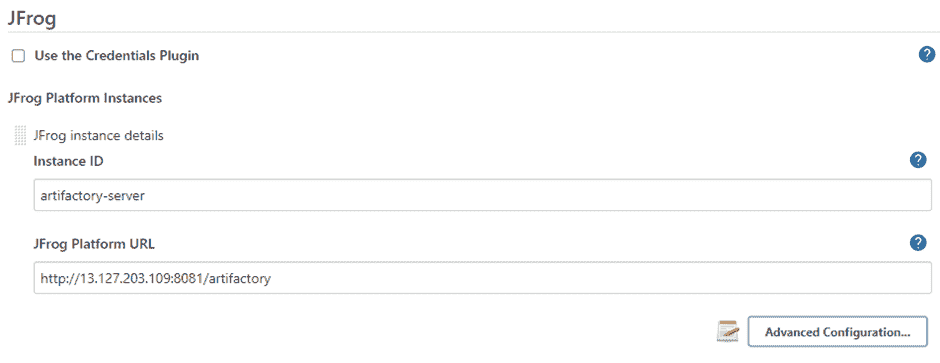 JFrog
Use the Credentials Plugin
?
JFrog Platform Instances
JFrog instance details
Instance ID
?
artifactory-server
JFrog Platform URL
?
http://13.127.203.109:8081/artifactory
Advanced Configuration...